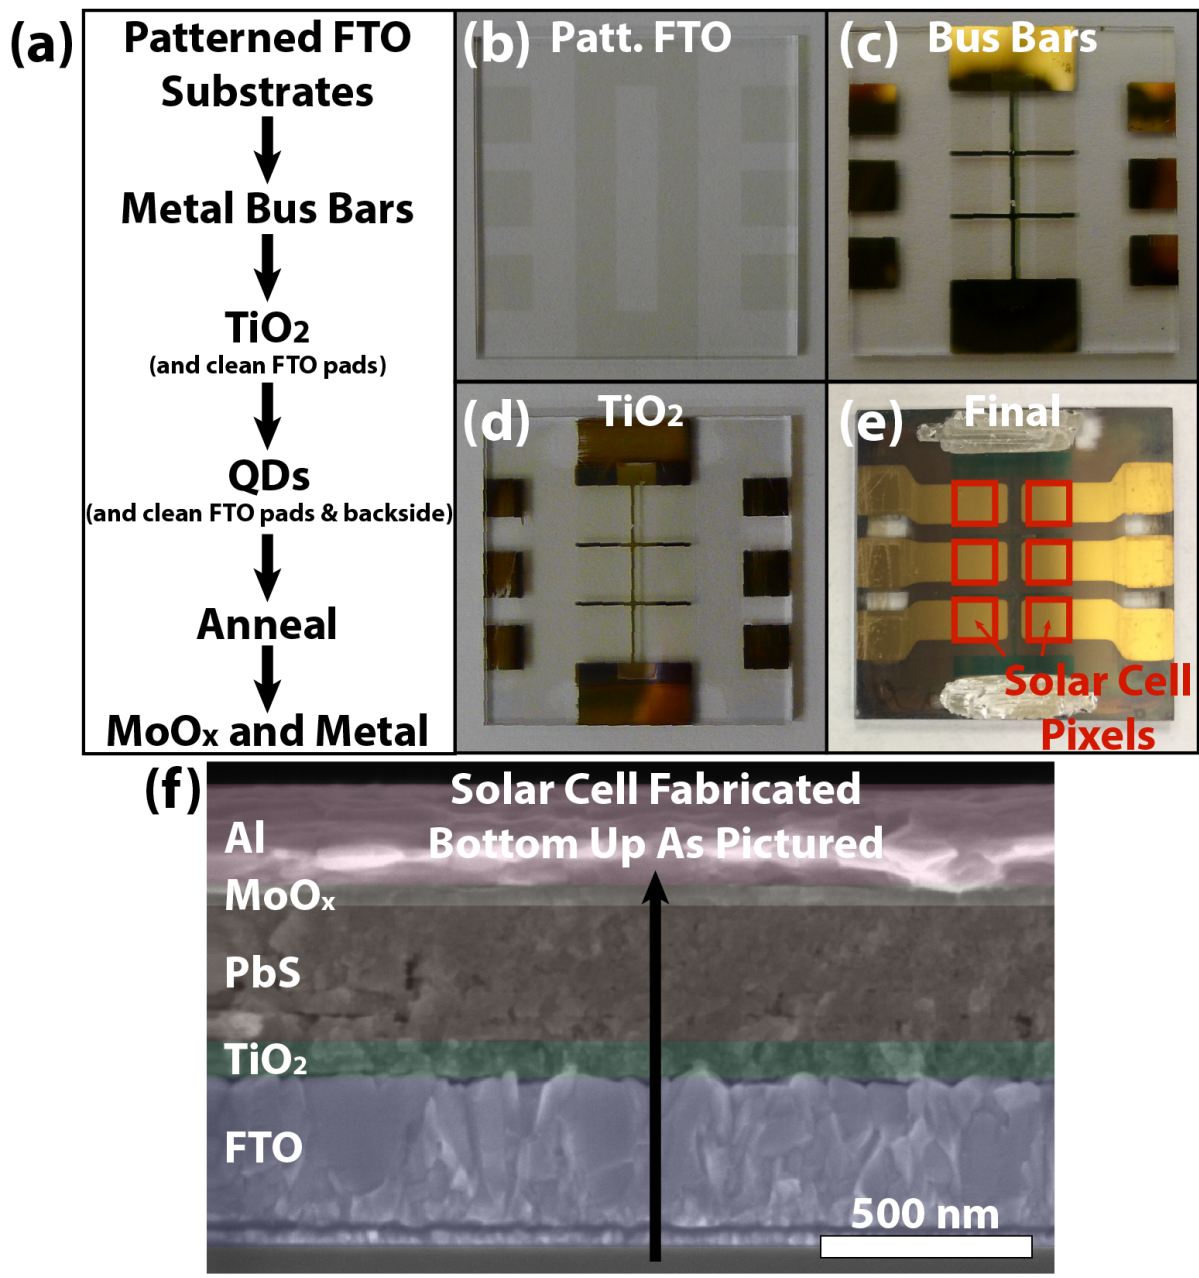 (a)
Patterned FTO
Substrates
Metal Bus Bars
TiO₂
(and clean FTO pads)
QDs
(and clean FTO pads & backside)
Anneal
MoOₓ and Metal
(b) Patt. FTO
(c) Bus Bars
(d) TiO₂
(e) Final
Solar Cell
Pixels
(f)
Solar Cell Fabricated
Bottom Up As Pictured
Al
MoOₓ
PbS
TiO₂
FTO
500 nm